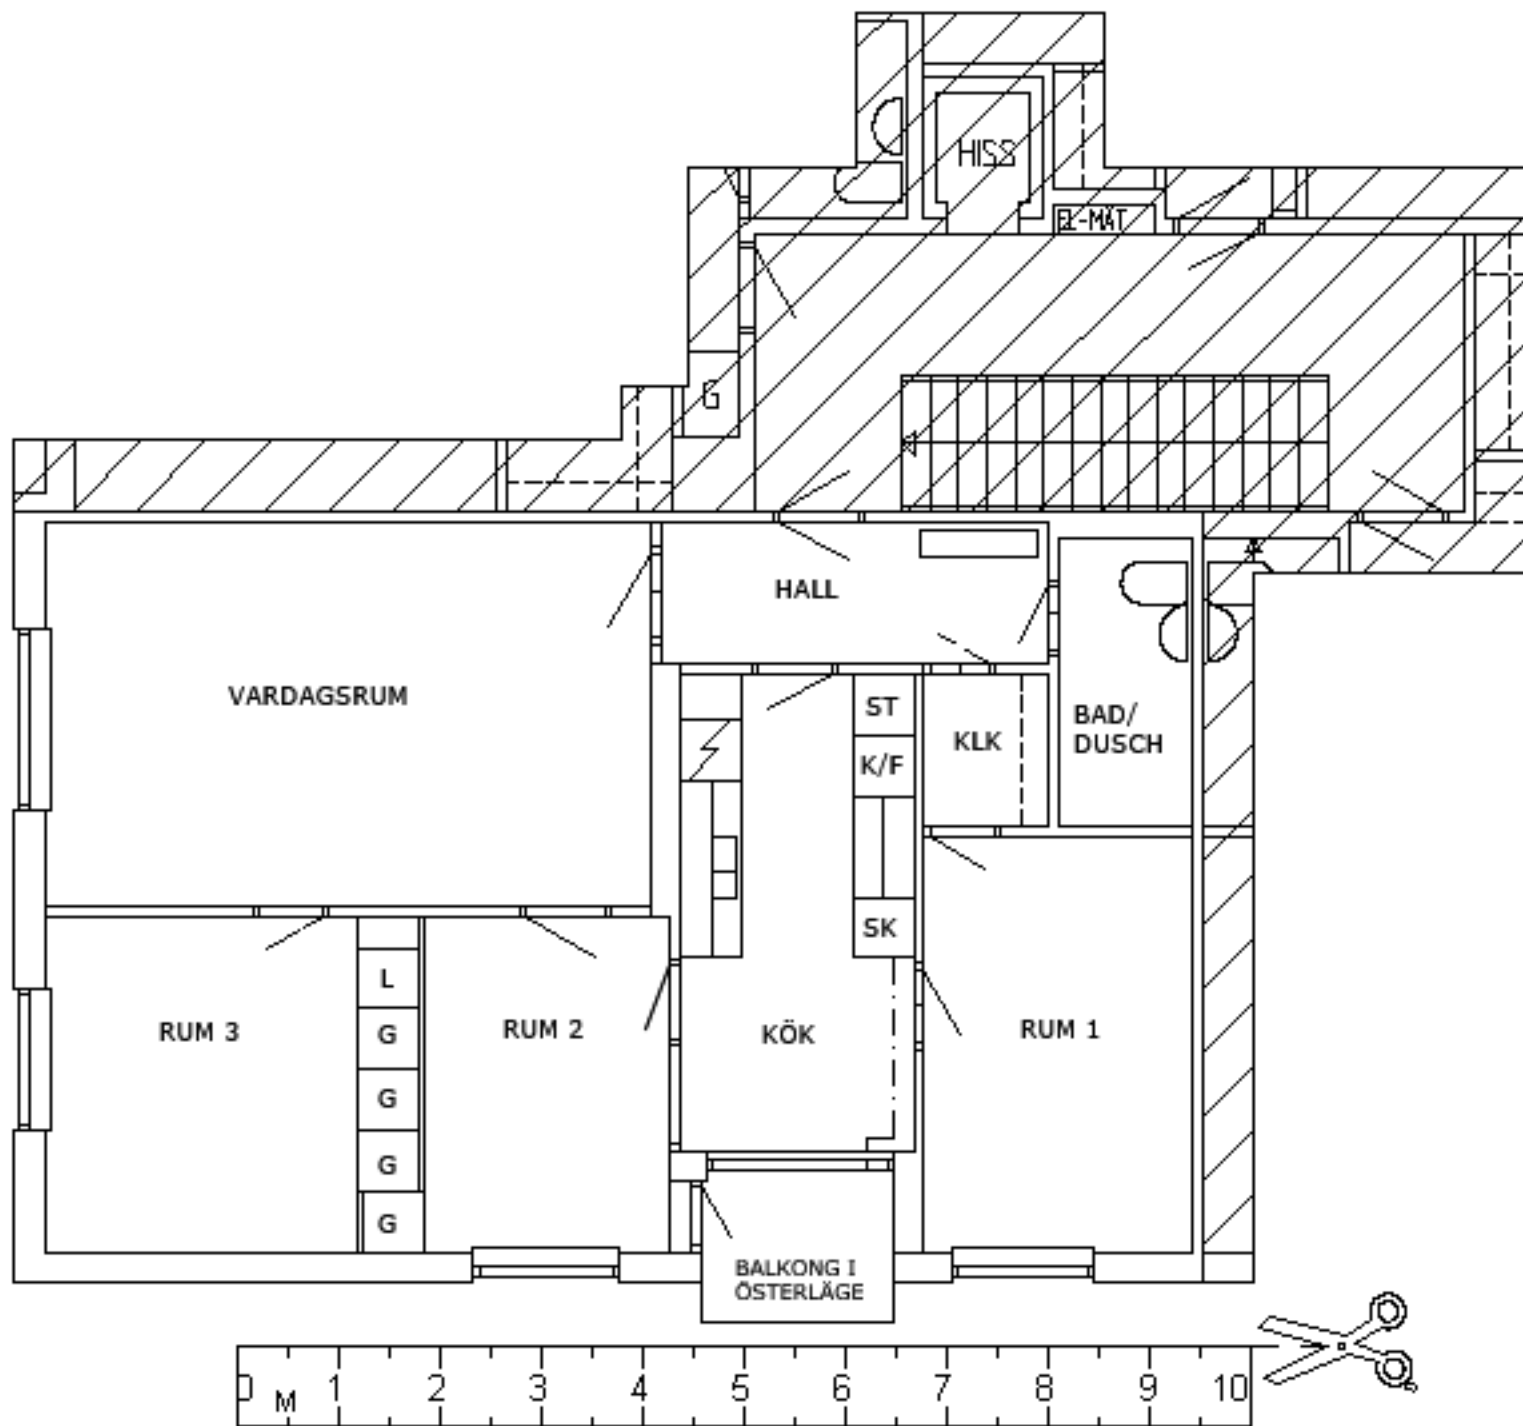 HISS
EL-MÄT
G
HALL
VARDAGSRUM
ST
K/F
KLK
BAD/
DUSCH
SK
L
G
G
G
G
RUM 3
RUM 2
KÖK
RUM 1
BALKONG I
ÖSTERLÄGE
0 M 1 2 3 4 5 6 7 8 9 10